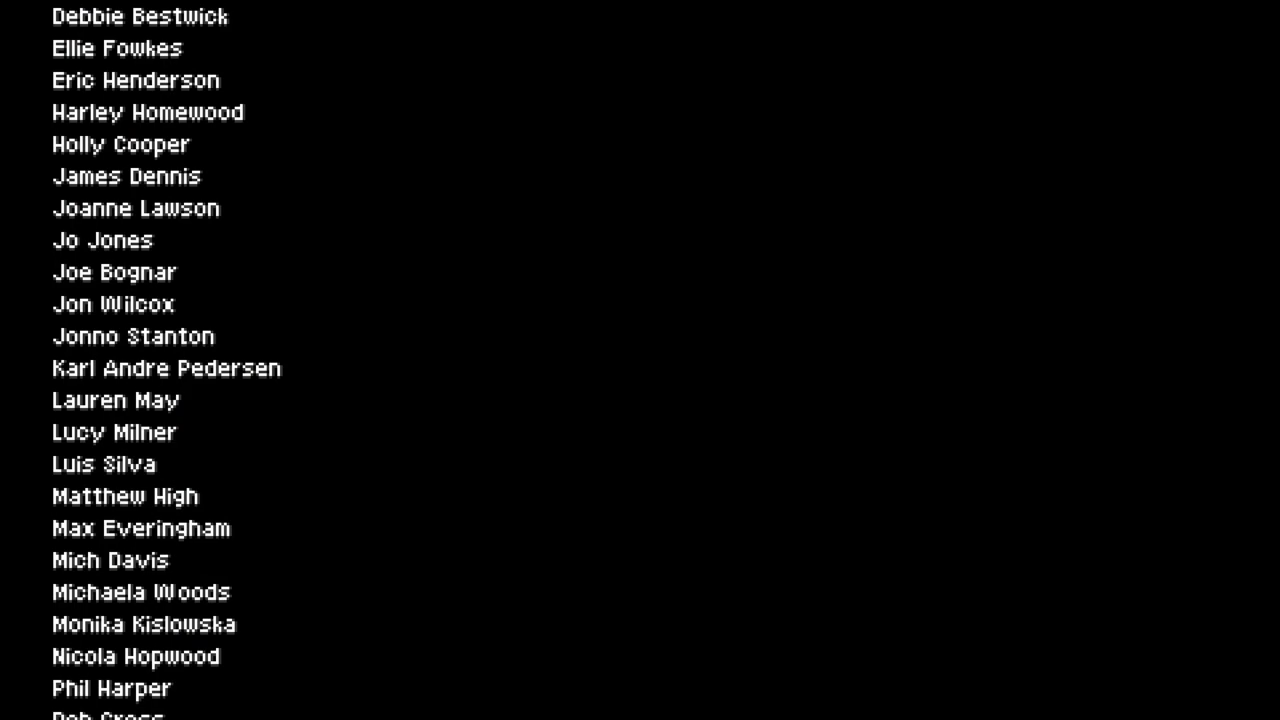 Debbie Bestwick
Ellie Fowkes
Eric Henderson
Harley Homewood
Holly Cooper
James Dennis
Joanne Lawson
Jo Jones
Joe Bognar
Jon Wilcox
Jonno Stanton
Karl Andre Pedersen
Lauren May
Lucy Milner
Luis Silva
Matthew High
Max Everingham
Mich Davis
Michaela Woods
Monika Kislowska
Nicola Hopwood
Phil Harper